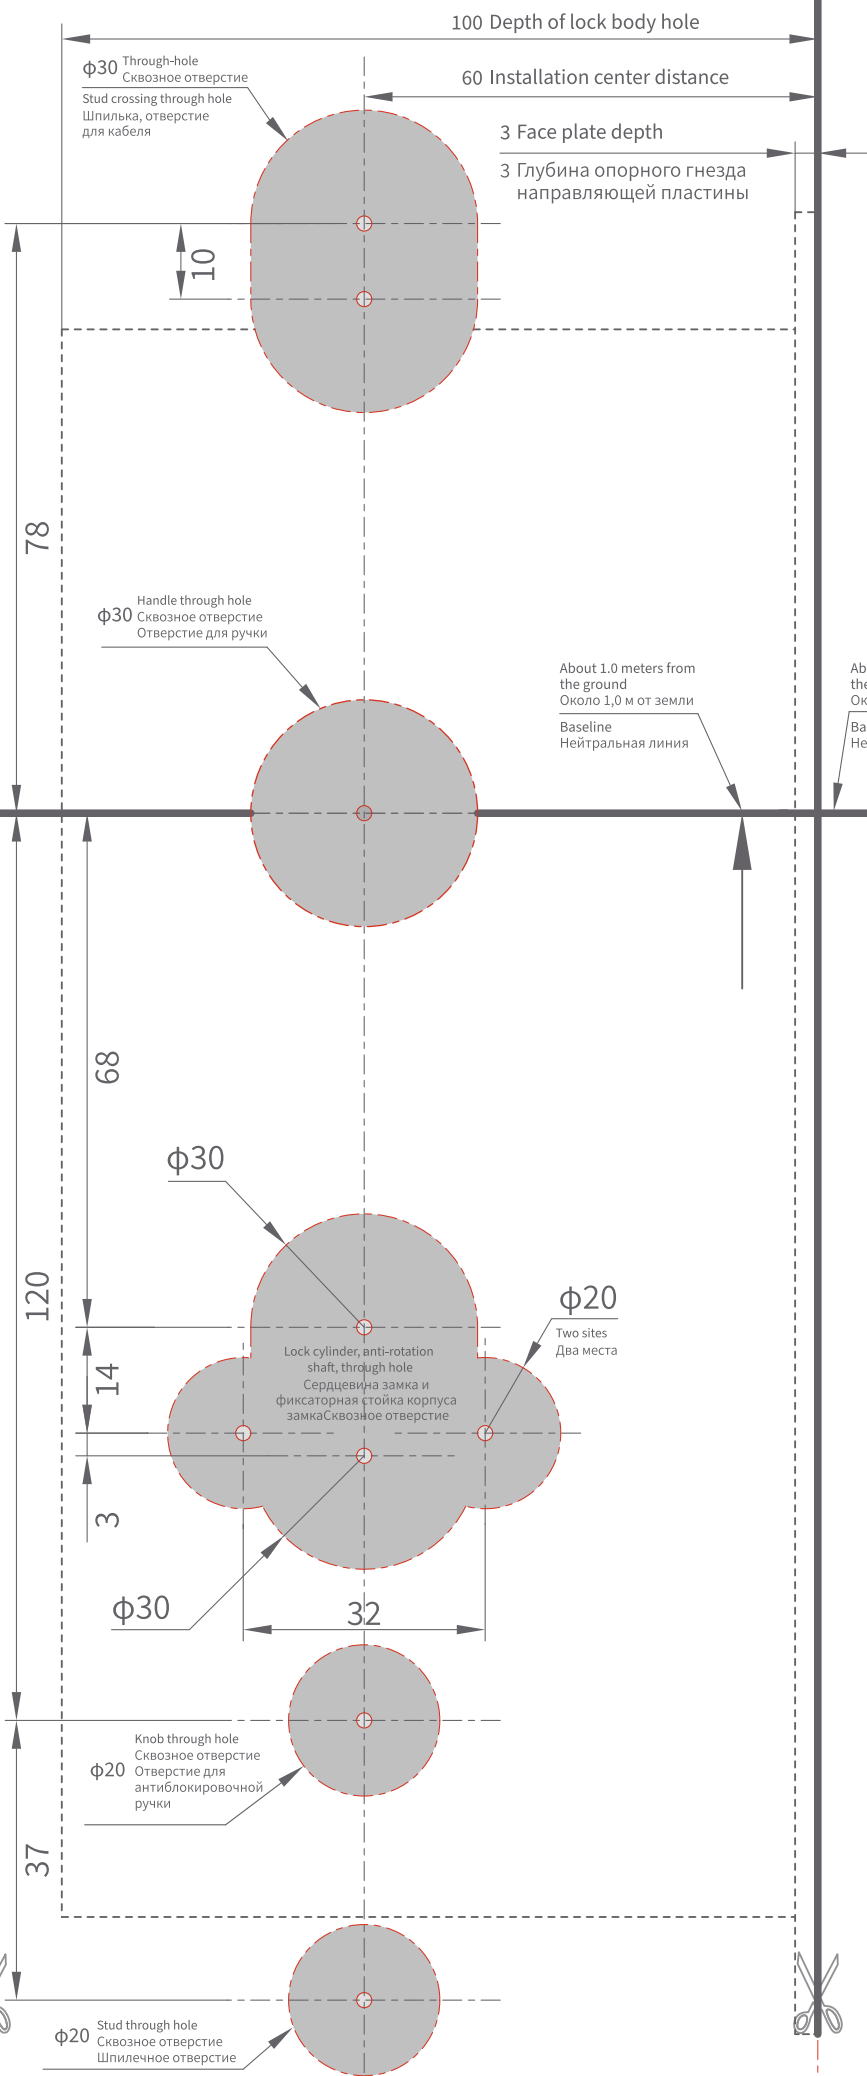 100 Depth of lock body hole
ф30 Through-hole
Сквозное отверстие
Stud crossing through hole
Шпилька, отверстие
для кабеля
60 Installation center distance
3 Face plate depth
3 Глубина опорного гнезда
направляющей пластины
10
78
ф30 Handle through hole
Сквозное отверстие
Отверстие для ручки
About 1.0 meters from
the ground
Около 1,0 м от земли
Baseline
Нейтральная линия
Ab
the
Ок
Ba
Не
68
ф30
120
ф20
Two sites
Два места
14
Lock cylinder, anti-rotation
shaft, through hole
Сердцевина замка и
фиксаторная стойка корпуса
замкаСквозное отверстие
3
ф30
32
ф20 Knob through hole
Сквозное отверстие
Отверстие для
антиблокировочной
ручки
37
ф20 Stud through hole
Сквозное отверстие
Шпилечное отверстие